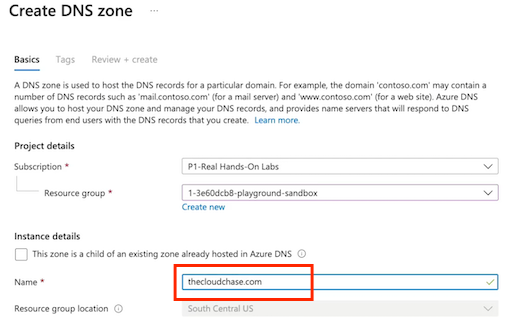 Create DNS zone ...
Basics Tags Review + create
A DNS zone is used to host the DNS records for a particular domain. For example, the domain 'contoso.com' may contain a
number of DNS records such as 'mail.contoso.com' (for a mail server) and 'www.contoso.com' (for a web site). Azure DNS
allows you to host your DNS zone and manage your DNS records, and provides name servers that will respond to DNS
queries from end users with the DNS records that you create. Learn more.
Project details
Subscription * P1-Real Hands-On Labs
Resource group * 1-3e60dcb8-playground-sandbox
Create new
Instance details
This zone is a child of an existing zone already hosted in Azure DNS
Name * thecloudchase.com
Resource group location South Central US